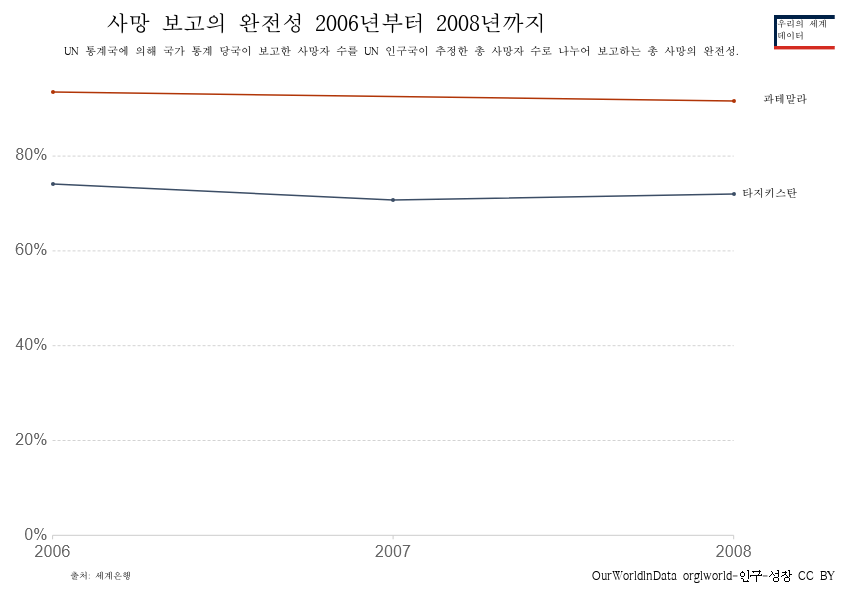 사망 보고의 완전성 2006년부터 2008년까지
우리의 세계
데이터
UN 통계국에 의해 국가 통계 당국이 보고한 사망자 수를 UN 인구국이 추정한 총 사망자 수로 나누어 보고하는 총 사망의 완전성.
과테말라
80%
타지키스탄
60%
40%
20%
0%
2006 2007 2008
출처: 세계은행
OurWorldInData orglworld-인구-성장 CC BY